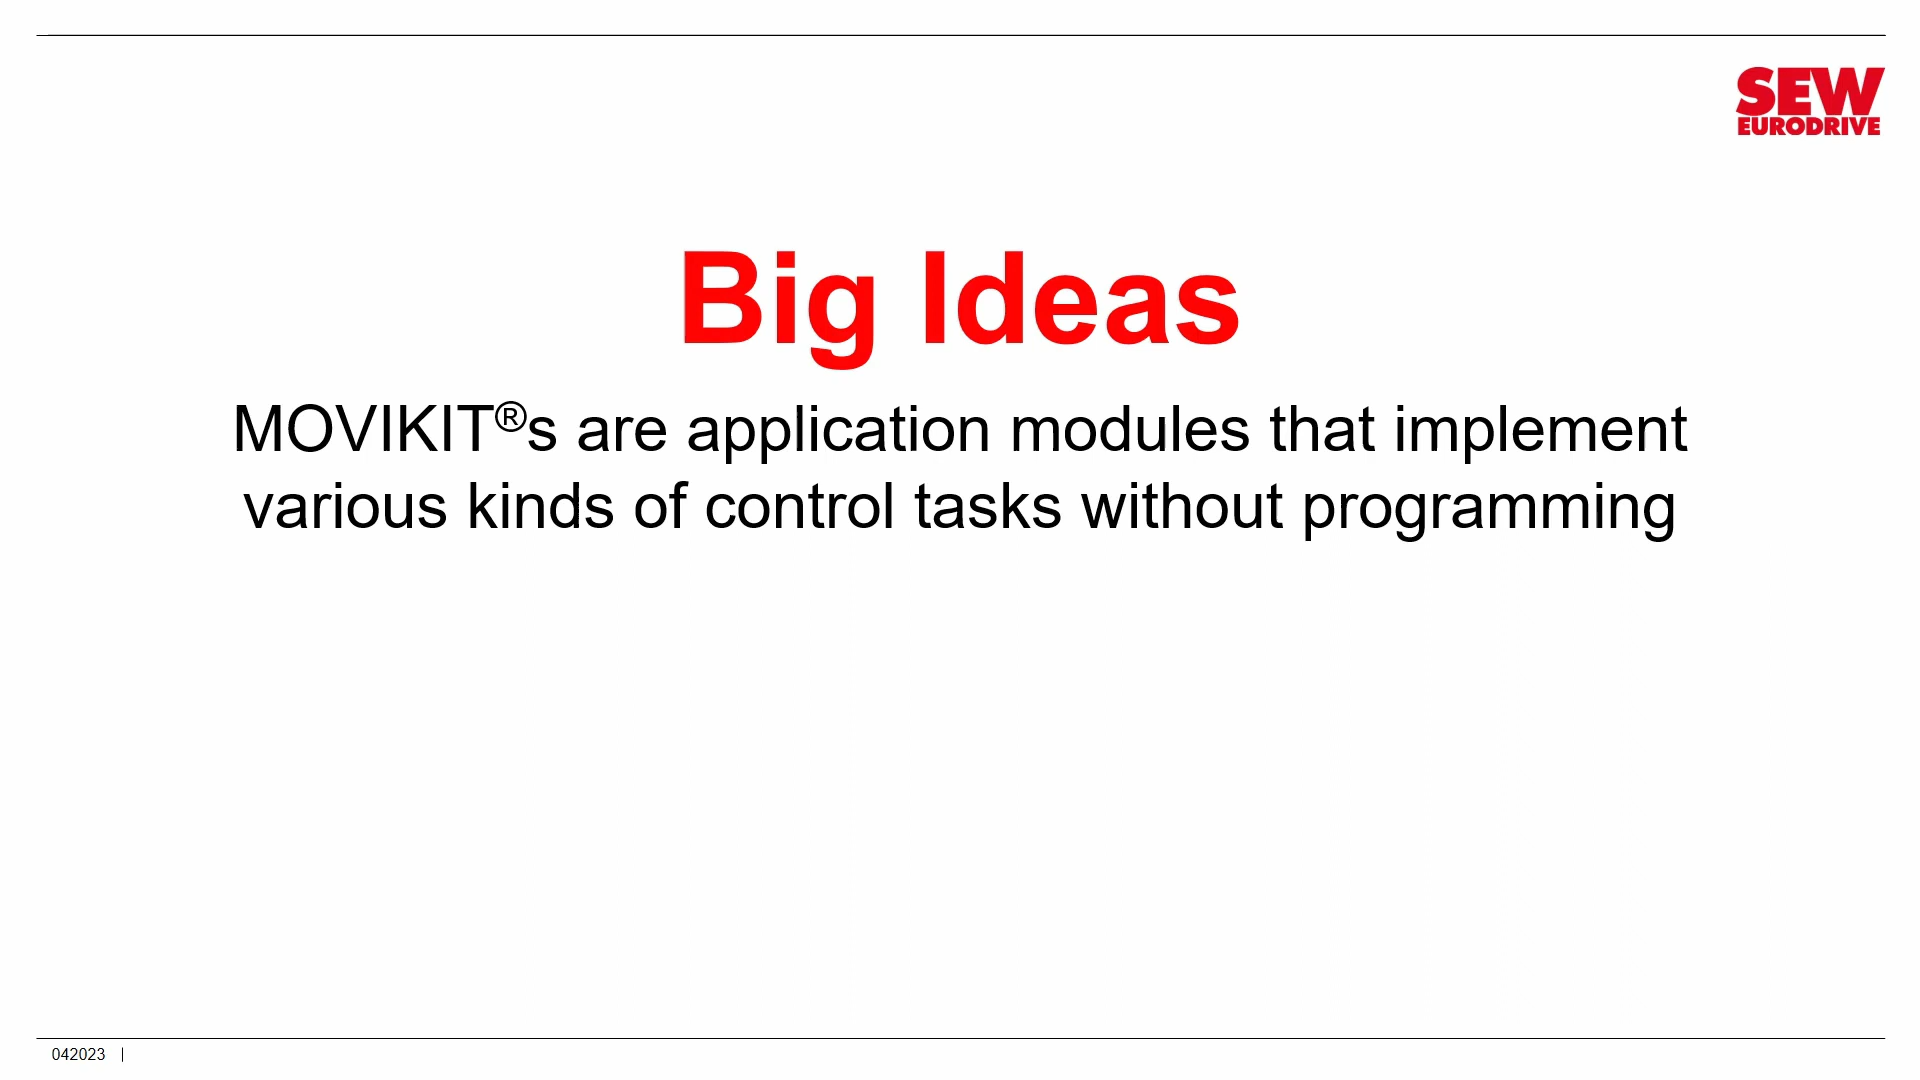 SEW
EURODRIVE
Big Ideas
MOVIKIT®s are application modules that implement
various kinds of control tasks without programming
042023 |